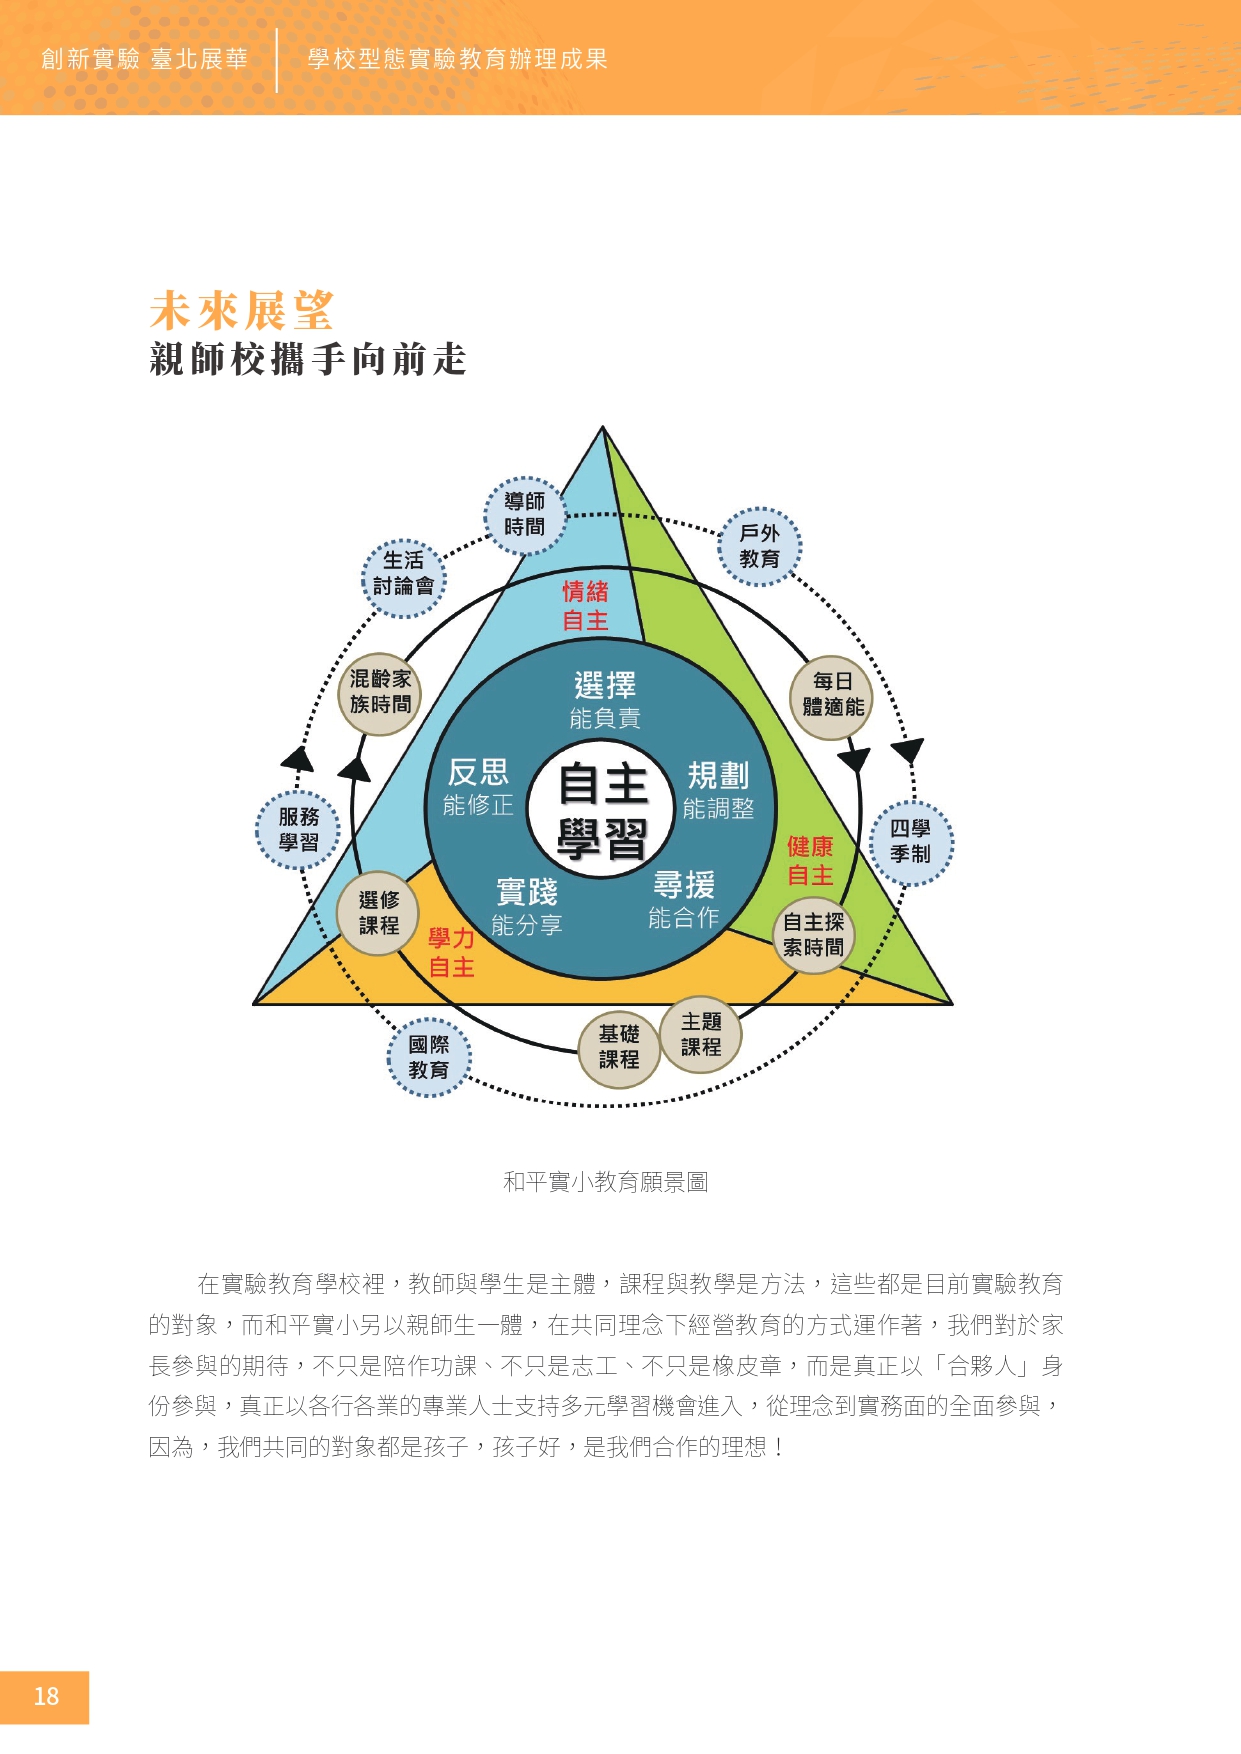 創新實驗 臺北展華
學校型態實驗教育辦理成果
未來展望
親師校攜手向前走
導師
時間
戶外
教育
生活
討論會
情緒
自主
混齡家
族時間
每日
體適能
選擇
能負責
反思
能修正
自主
學習
規劃
能調整
服務
學習
四學
季制
健康
自主
選修
課程
實踐
能分享
尋援
能合作
學力
自主
自主探
索時間
基礎
課程
主題
課程
國際
教育
和平實小教育願景圖
在實驗教育學校裡，教師與學生是主體，課程與教學是方法，這些都是目前實驗教育
的對象，而和平實小另以親師生一體，在共同理念下經營教育的方式運作著，我們對於家
長參與的期待，不只是陪作功課、不只是志工、不只是橡皮章，而是真正以「合夥人」身
份參與，真正以各行各業的專業人士支持多元學習機會進入，從理念到實務面的全面參與，
因為，我們共同的對象都是孩子，孩子好，是我們合作的理想！
18